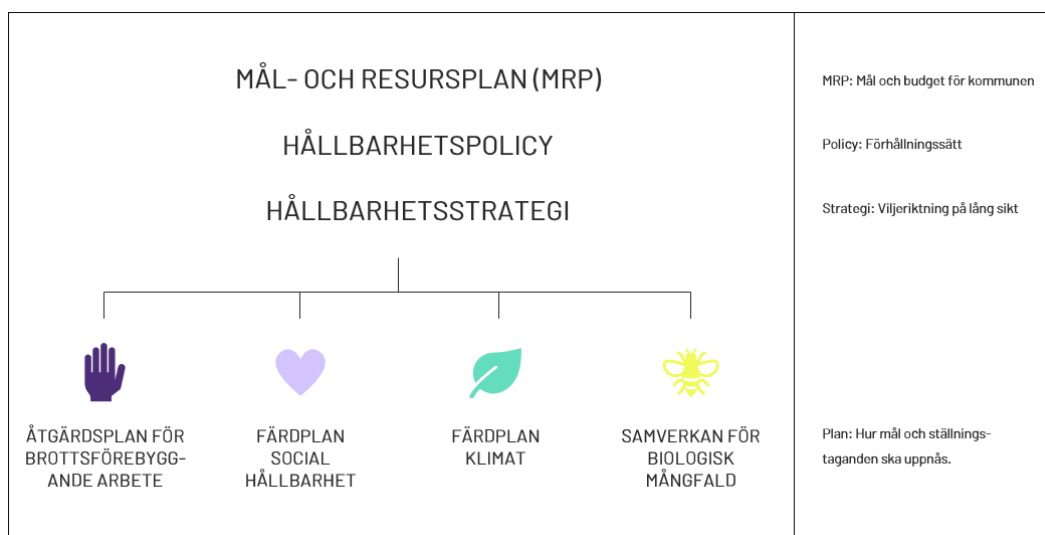 MÅL- OCH RESURSPLAN (MRP)
MRP: Mål och budget för kommunen
HÅLLBARHETSPOLICY
Policy: Förhållningssätt
HÅLLBARHETSSTRATEGI
Strategi: Viljeriktning på lång sikt
ÅTGÄRDSPLAN FÖR
BROTTSFÖREBYGG-
ANDE ARBETE
FÄRDPLAN
SOCIAL
HÅLLBARHET
FÄRDPLAN
KLIMAT
SAMVERKAN FÖR
BIOLOGISK
MÅNGFALD
Plan: Hur mål och ställnings-
taganden ska uppnås.